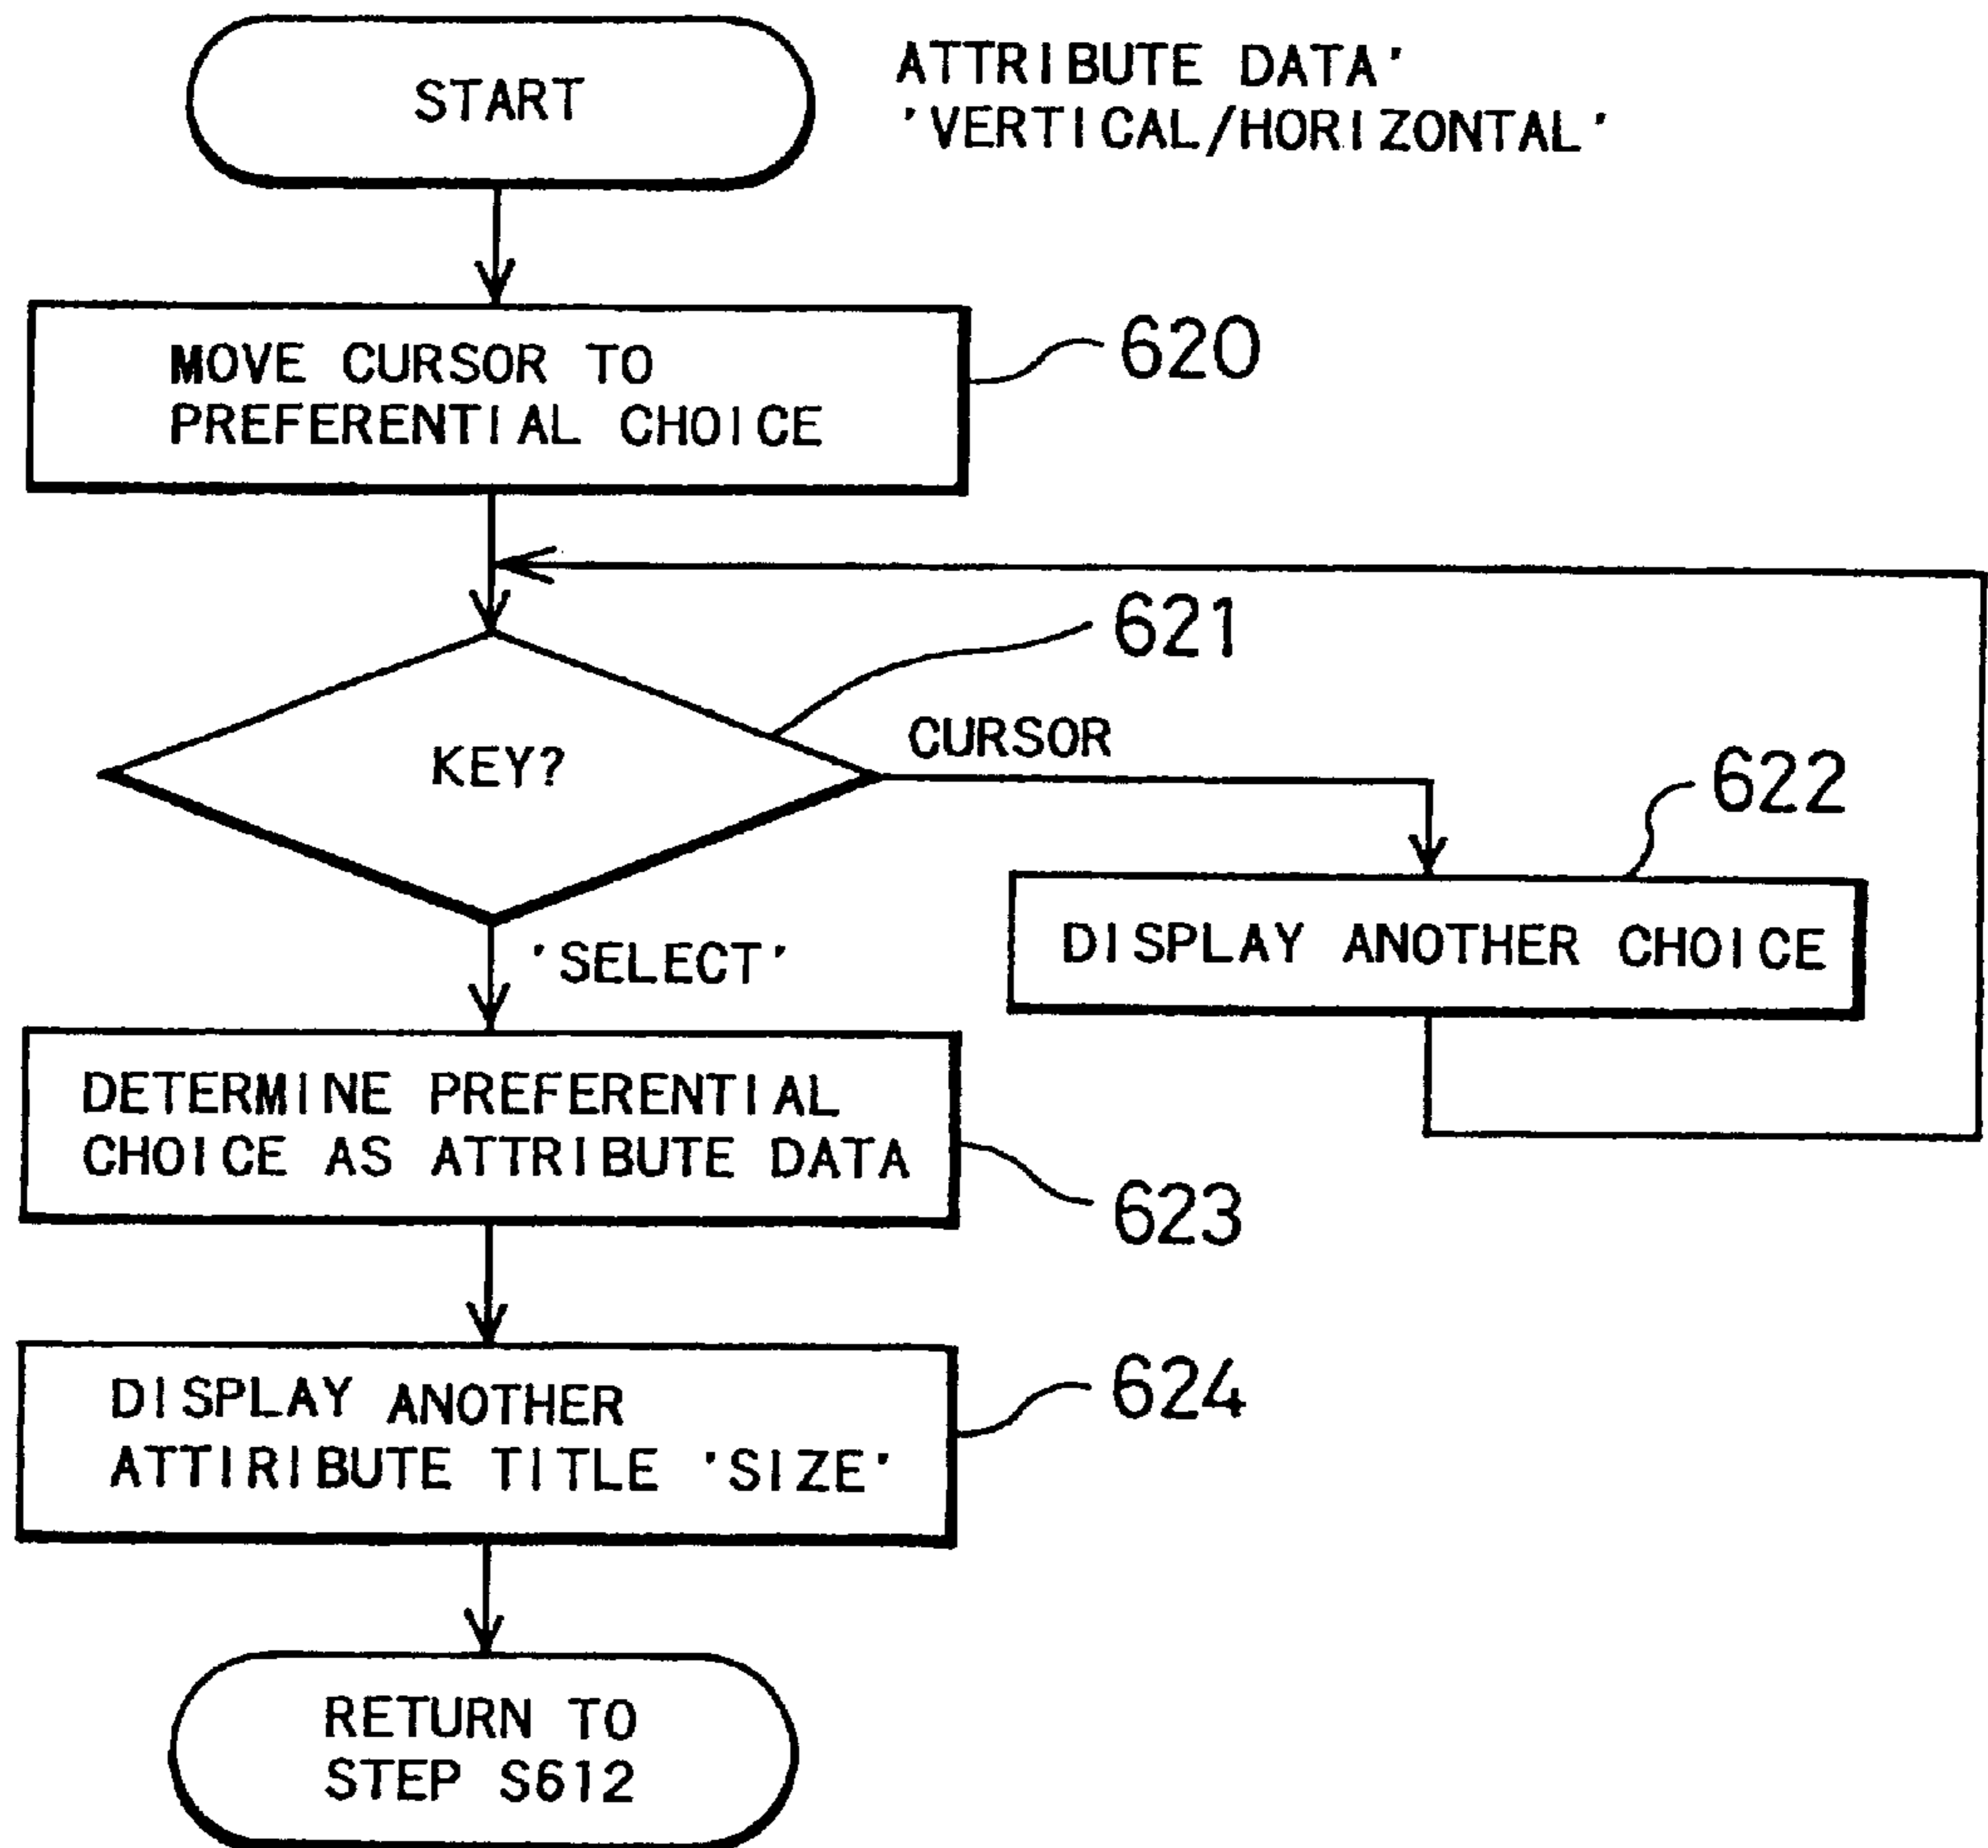 START
ATTRIBUTE DATA'
'VERTICAL/HORIZONTAL'
MOVE CURSOR TO
PREFERENTIAL CHOICE
620
621
KEY?
CURSOR
622
DISPLAY ANOTHER CHOICE
'SELECT'
DETERMINE PREFERENTIAL
CHOICE AS ATTRIBUTE DATA
623
DISPLAY ANOTHER
ATTIRIBUTE TITLE 'SIZE'
624
RETURN TO
STEP S612